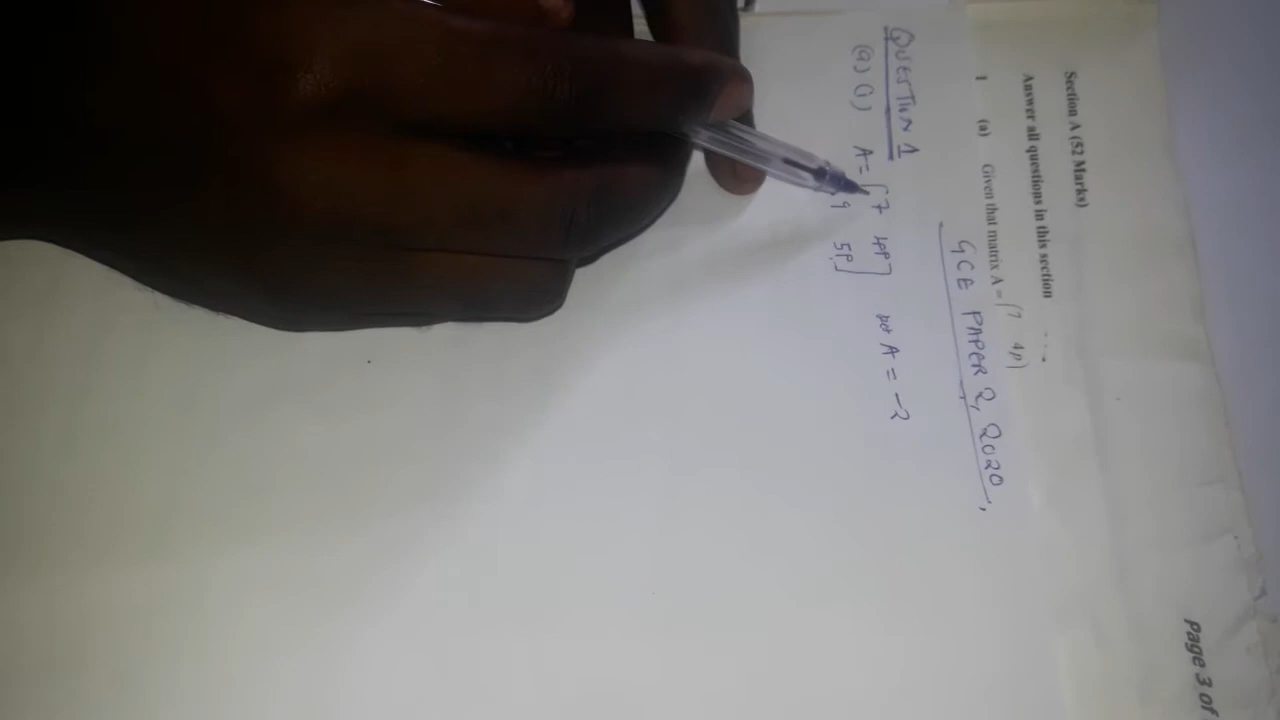 Page 3 of
Section A (52 Marks)
Answer all questions in this section
1 (a) Given that matrix A = (7 4p)
GCE PAPER 2, 2020,
QUESTION 1
(a) (i) A = [7 4p] det A = -2
9 5p]